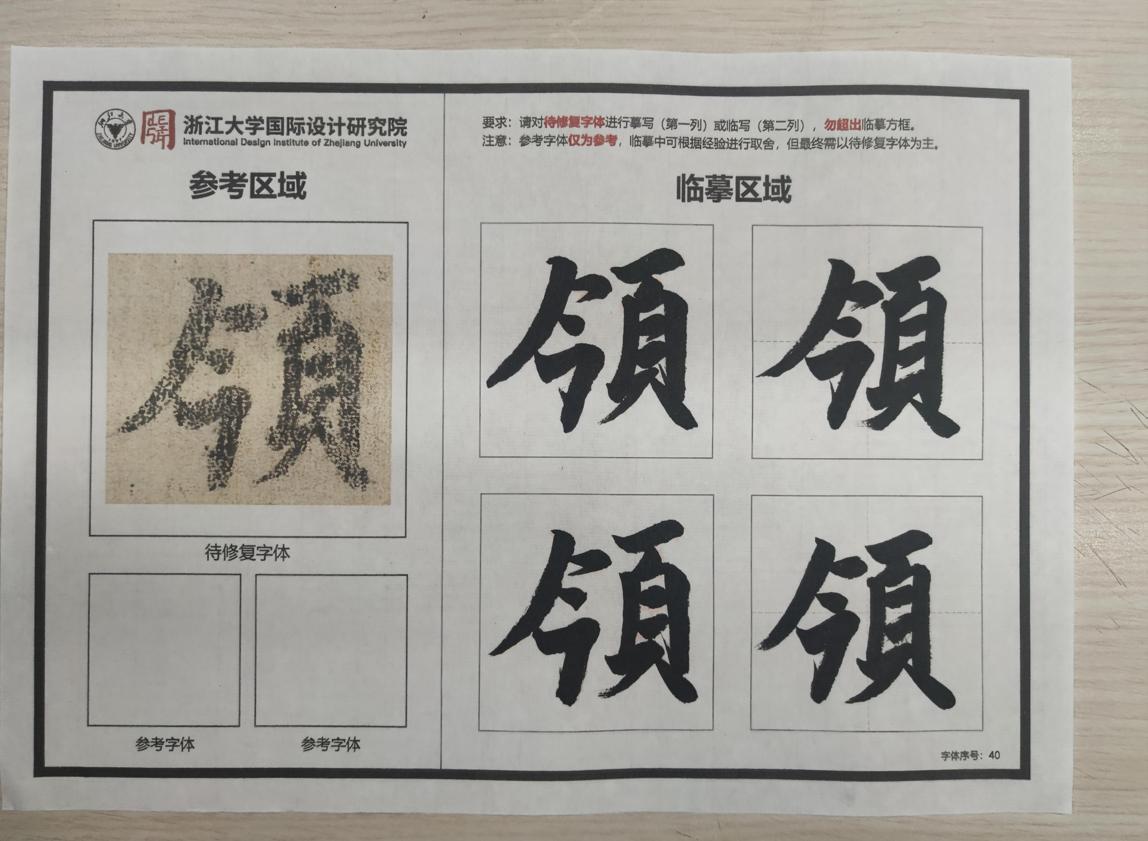 浙江大学国际设计研究院
International Design Institute of Zhejiang University
参考区域
領
待修复字体
参考字体
参考字体
要求：请对待修复字体进行摹写（第一列）或临写（第二列），勿超出临摹方框。
注意：参考字体仅为参考，临摹中可根据经验进行取舍，但最终需以待修复字体为主。
临摹区域
領 領
領 領
字体序号：40